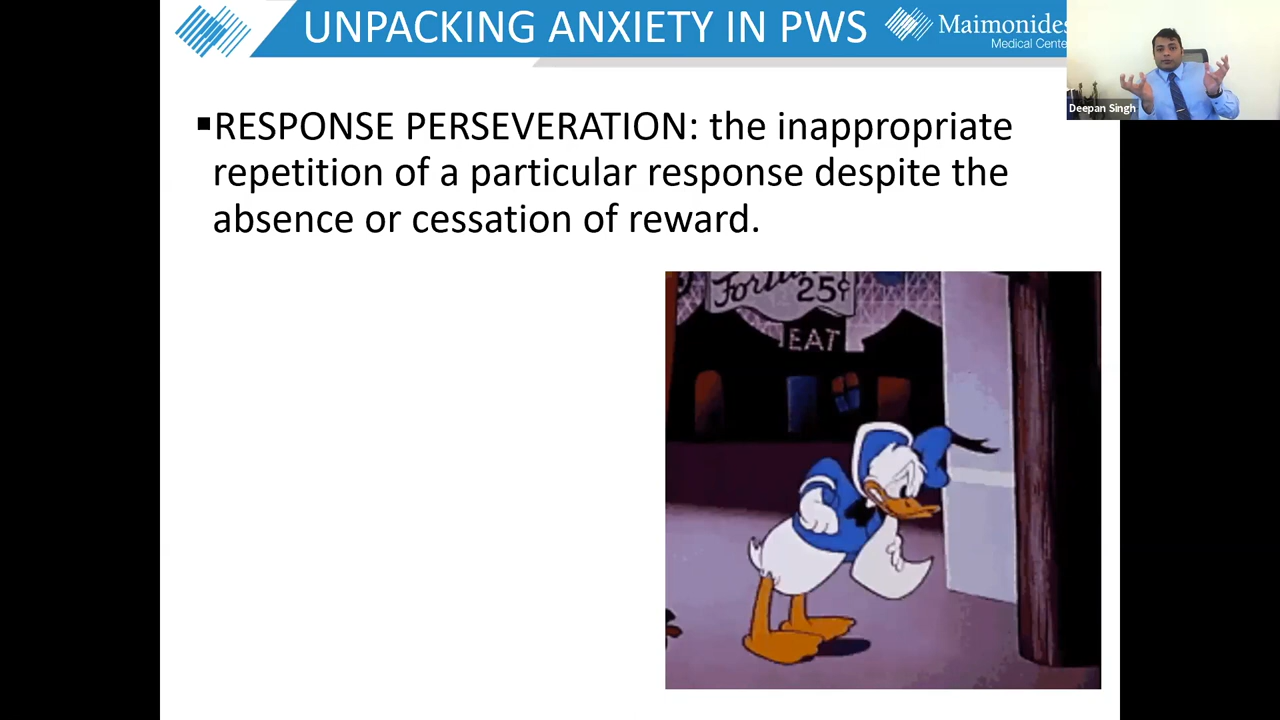 UNPACKING ANXIETY IN PWS
Maimonides
Medical Cente
Deepan Singh
▪RESPONSE PERSEVERATION: the inappropriate
repetition of a particular response despite the
absence or cessation of reward.
Fortune
25¢
EAT